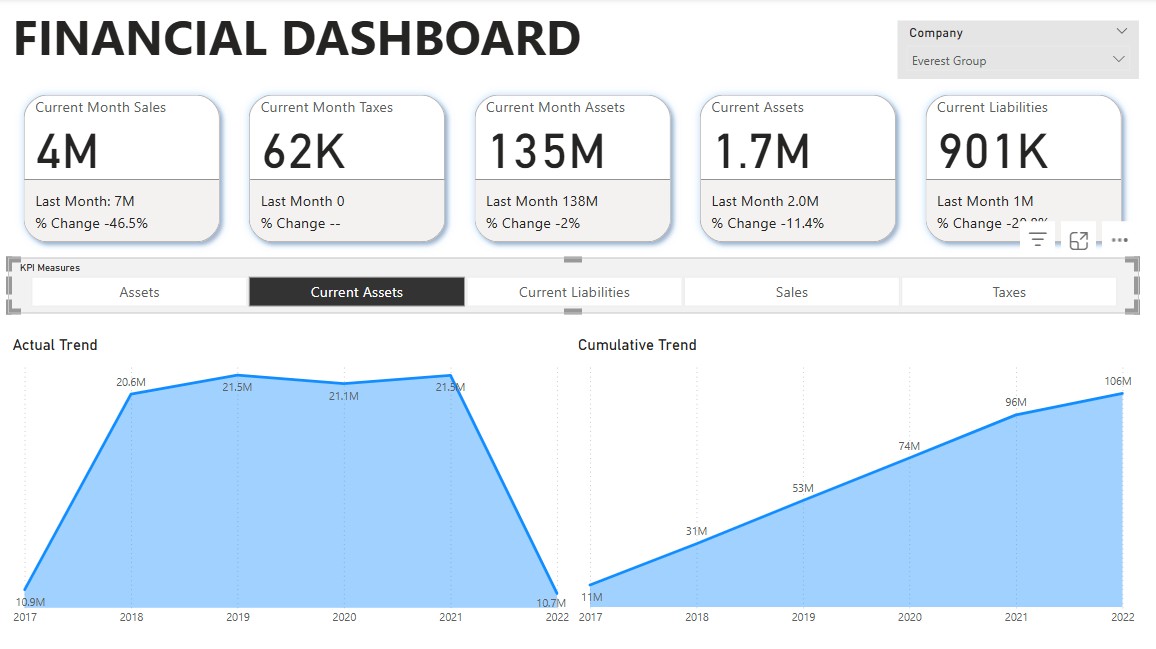 FINANCIAL DASHBOARD
Company
Everest Group
Current Month Sales
4M
Last Month: 7M
% Change -46.5%
Current Month Taxes
62K
Last Month 0
% Change --
Current Month Assets
135M
Last Month 138M
% Change -2%
Current Assets
1.7M
Last Month 2.0M
% Change -11.4%
Current Liabilities
901K
Last Month 1M
% Change
KPI Measures
Assets Current Assets Current Liabilities Sales Taxes
Actual Trend
20.6M 21.5M 21.1M 21.5M
10.9M 10.7M
2017 2018 2019 2020 2021 2022
Cumulative Trend
11M 31M 53M 74M 96M 106M
2017 2018 2019 2020 2021 2022